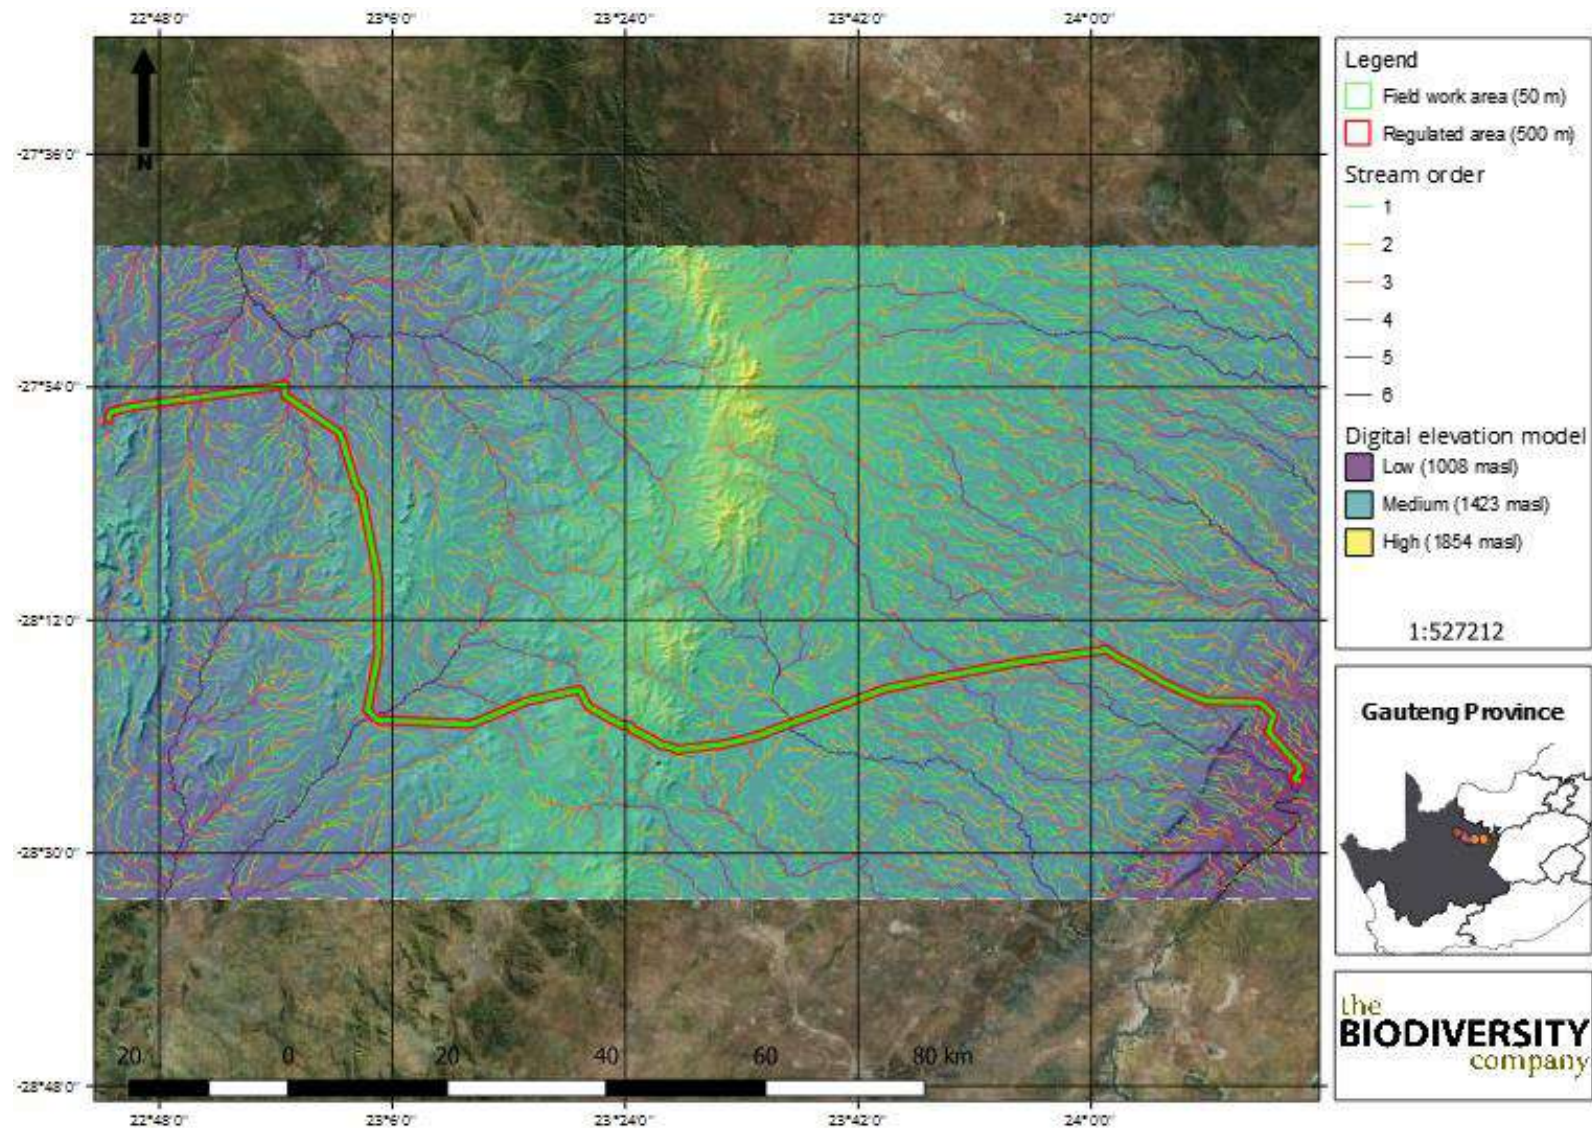 22°48'0"
23°6'0"
23°24'0"
23°42'0"
24°0'0"
-27°36'0"
-27°54'0"
-28°12'0"
-28°30'0"
-28°48'0"
N
20
0
20
40
60
80 km
22°48'0"
23°6'0"
23°24'0"
23°42'0"
24°0'0"
Legend
Field work area (50 m)
Regulated area (500 m)
Stream order
1
2
3
4
5
6
Digital elevation model
Low (1008 masl)
Medium (1423 masl)
High (1854 masl)
1:527212
Gauteng Province
the
BIODIVERSITY
company